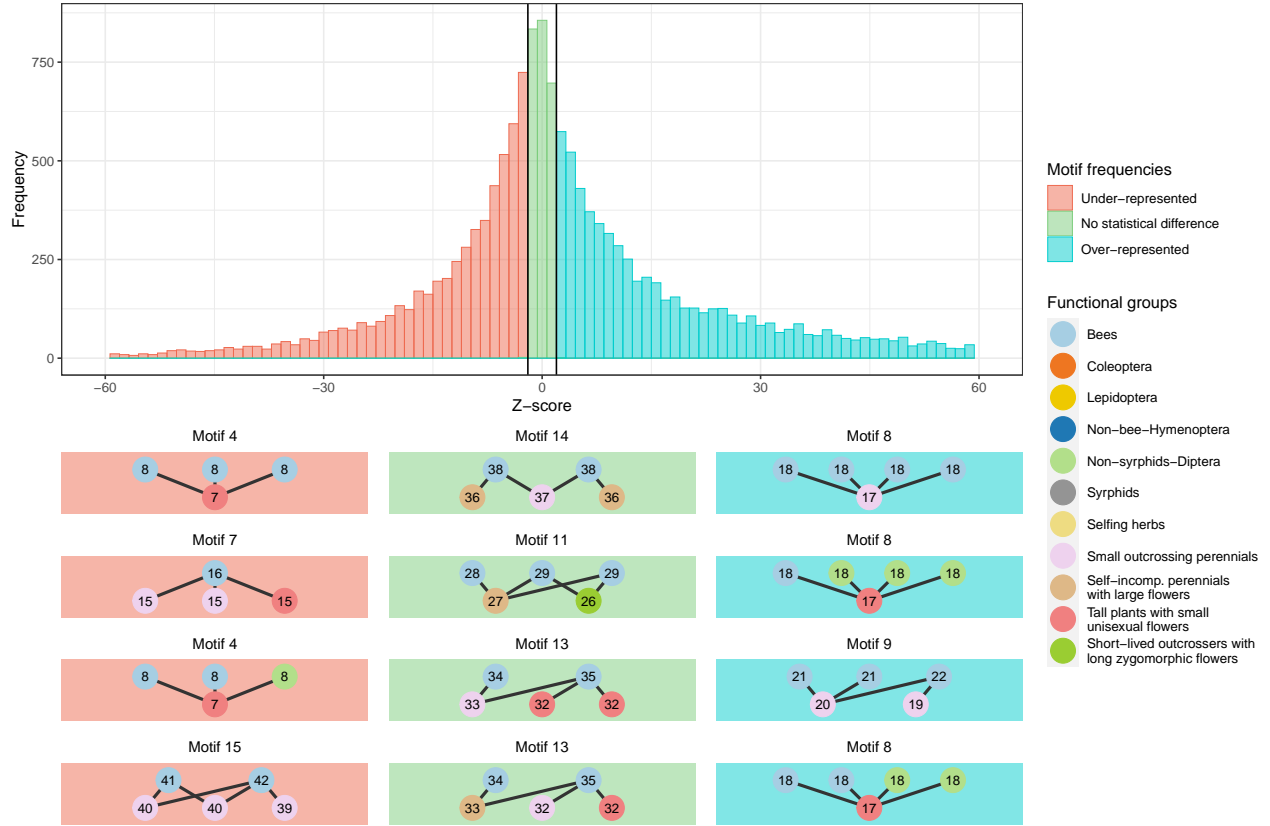 750
500
250
0
Frequency
−60
−30
0
30
60
Z−score
Motif frequencies
Under−represented
No statistical difference
Over−represented
Functional groups
Bees
Coleoptera
Lepidoptera
Non−bee−Hymenoptera
Non−syrphids−Diptera
Syrphids
Selfing herbs
Small outcrossing perennials
Self−incomp. perennials
with large flowers
Tall plants with small
unisexual flowers
Short−lived outcrossers with
long zygomorphic flowers
Motif 4
8 8 8
7
Motif 14
38 38
36 37 36
Motif 8
18 18 18 18
17
Motif 7
16
15 15 15
Motif 11
28 29 29
27 26
Motif 8
18 18 18 18
17
Motif 4
8 8 8
7
Motif 13
34 35
33 32 32
Motif 9
21 21 22
20 19
Motif 15
41 42
40 40 39
Motif 13
34 35
33 32 32
Motif 8
18 18 18 18
17